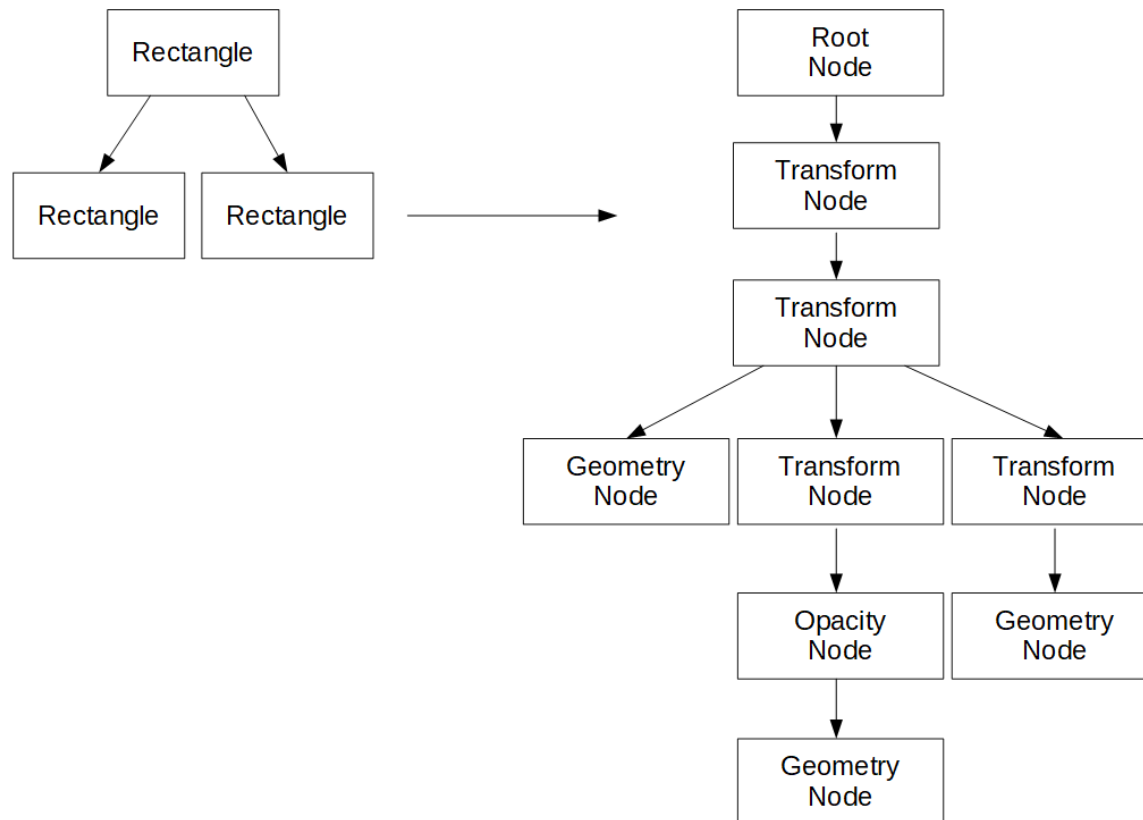 Rectangle
Rectangle
Rectangle
Root
Node
Transform
Node
Transform
Node
Geometry
Node
Transform
Node
Transform
Node
Opacity
Node
Geometry
Node
Geometry
Node